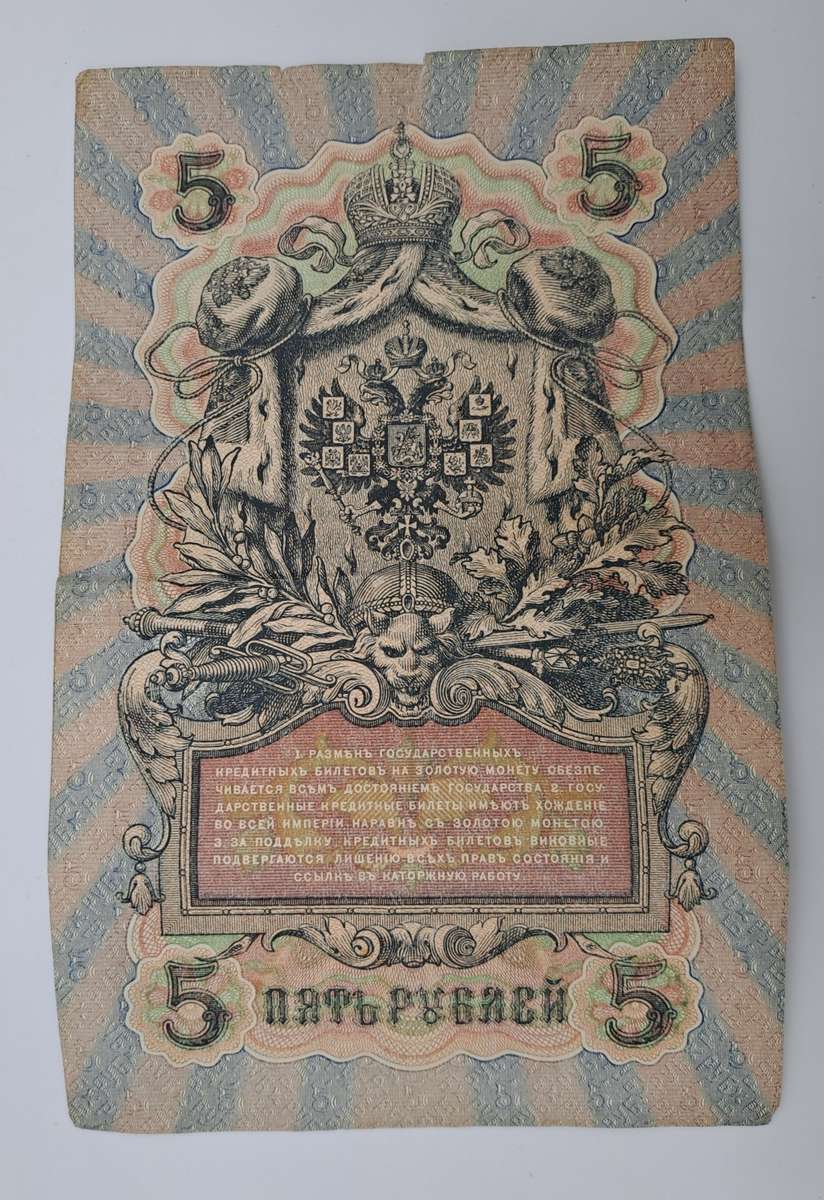 5 5
1. РАЗМѢНЪ ГОСУДАРСТВЕННЫХЪ
КРЕДИТНЫХЪ БИЛЕТОВЪ НА ЗОЛОТУЮ МОНЕТУ ОБЕЗПЕ-
ЧИВАЕТСЯ ВСѢМЪ ДОСТОЯНІЕМЪ ГОСУДАРСТВА. 2. ГОСУ-
ДАРСТВЕННЫЕ КРЕДИТНЫЕ БИЛЕТЫ ИМѢЮТЪ ХОЖДЕНІЕ
ВО ВСЕЙ ИМПЕРІИ НАРАВНѢ СЪ ЗОЛОТОЮ МОНЕТОЮ.
3. ЗА ПОДДѢЛКУ КРЕДИТНЫХЪ БИЛЕТОВЪ ВИНОВНЫЕ
ПОДВЕРГАЮТСЯ ЛИШЕНІЮ ВСѢХЪ ПРАВЪ СОСТОЯНІЯ И
ССЫЛКѢ ВЪ КАТОРЖНУЮ РАБОТУ.
5 ПЯТЬ РУБЛЕЙ 5